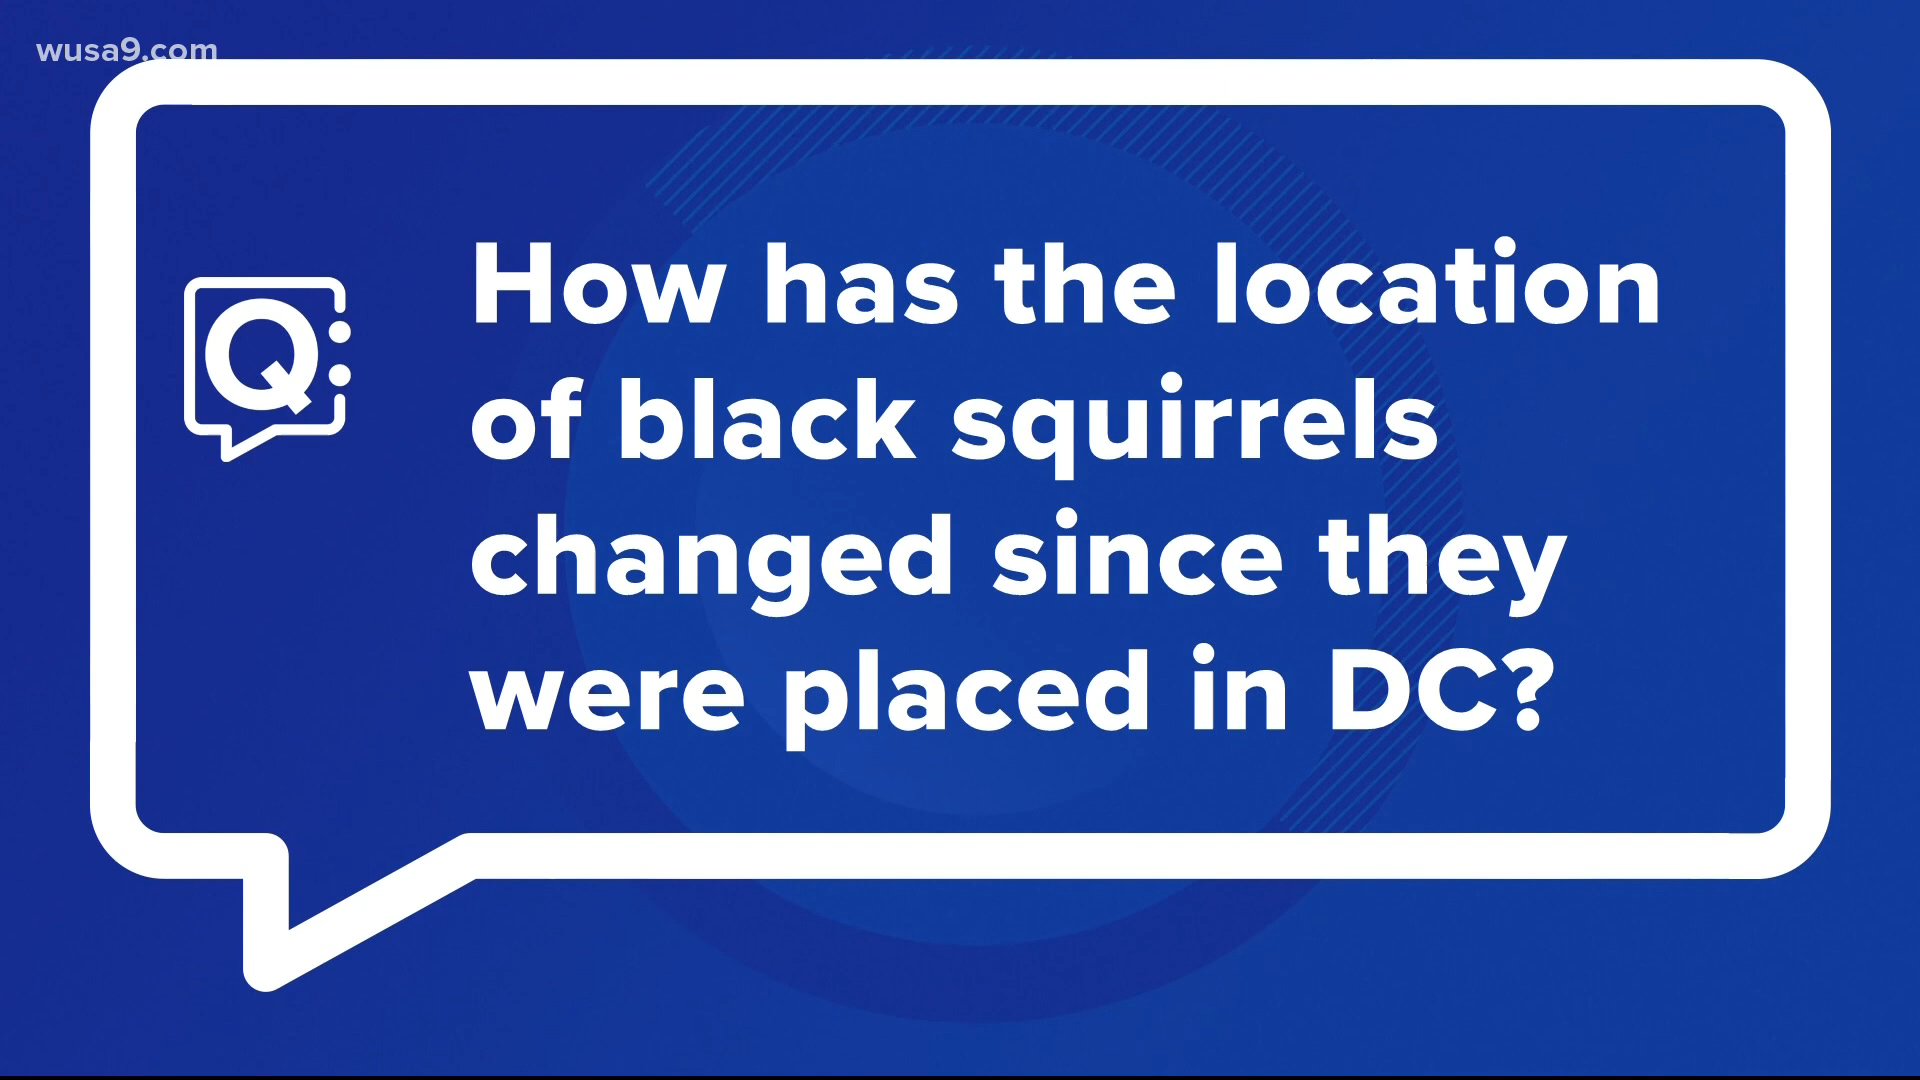 wusa9.com
Q:
How has the location
of black squirrels
changed since they
were placed in DC?